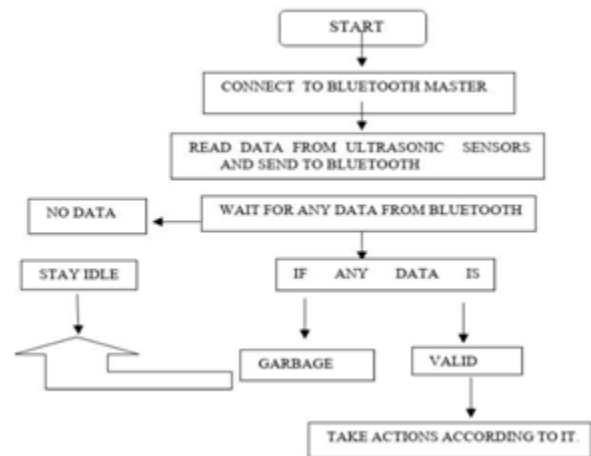 START
CONNECT TO BLUETOOTH MASTER
READ DATA FROM ULTRASONIC SENSORS
AND SEND TO BLUETOOTH
NO DATA
WAIT FOR ANY DATA FROM BLUETOOTH
STAY IDLE
IF ANY DATA IS
GARBAGE
VALID
TAKE ACTIONS ACCORDING TO IT.